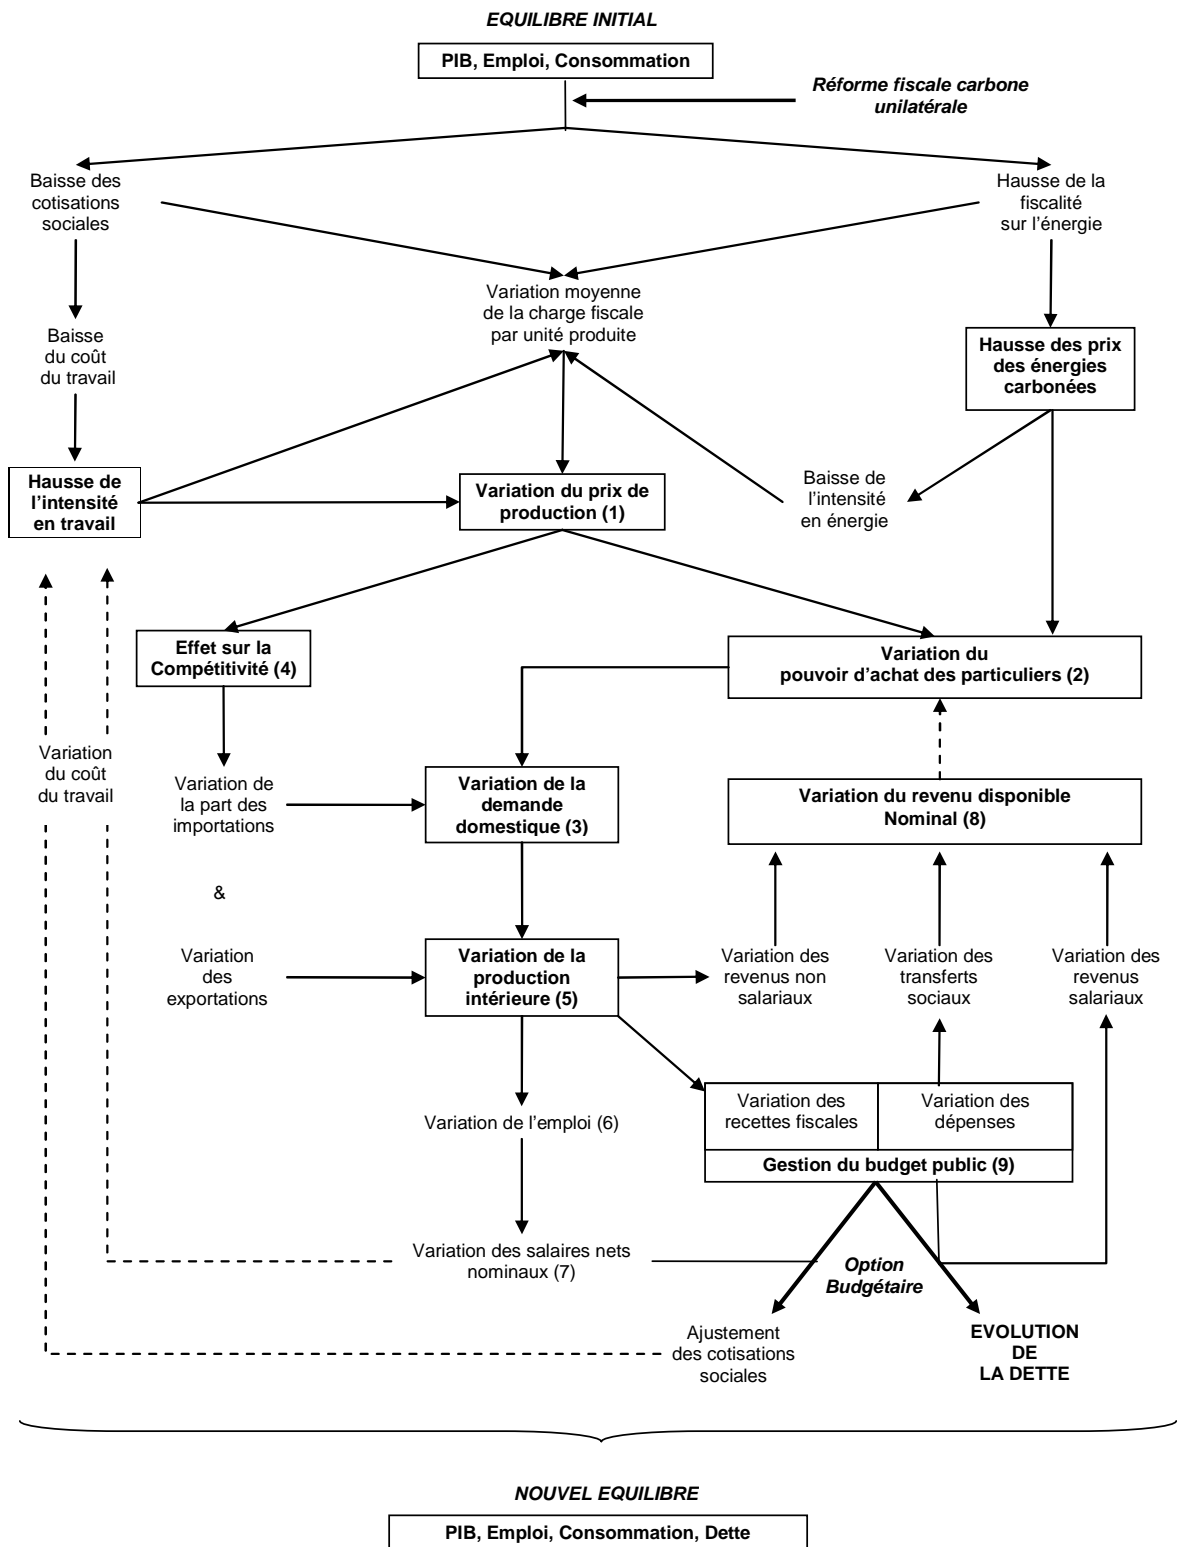 EQUILIBRE INITIAL
PIB, Emploi, Consommation
Réforme fiscale carbone
unilatérale
Baisse des
cotisations
sociales
Hausse de la
fiscalité
sur l'énergie
Variation moyenne
de la charge fiscale
par unité produite
Baisse
du coût
du travail
Hausse des prix
des énergies
carbonées
Hausse de
l'intensité
en travail
Variation du prix de
production (1)
Baisse de
l'intensité
en énergie
Effet sur la
Compétitivité (4)
Variation du
pouvoir d'achat des particuliers (2)
Variation
du coût
du travail
Variation de
la part des
importations
Variation de la
demande
domestique (3)
Variation du revenu disponible
Nominal (8)
&
Variation
des
exportations
Variation de la
production
intérieure (5)
Variation des
revenus non
salariaux
Variation des
transferts
sociaux
Variation des
revenus
salariaux
Variation de l'emploi (6)
Variation des
recettes fiscales
Variation des
dépenses
Gestion du budget public (9)
Variation des salaires nets
nominaux (7)
Option
Budgétaire
Ajustement
des cotisations
sociales
EVOLUTION
DE
LA DETTE
NOUVEL EQUILIBRE
PIB, Emploi, Consommation, Dette